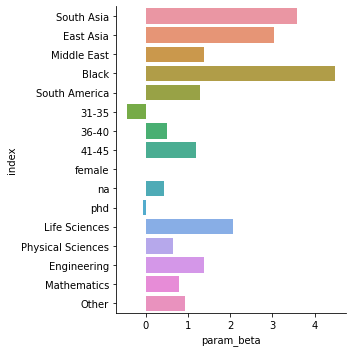 South Asia
East Asia
Middle East
Black
South America
31-35
36-40
41-45
female
na
phd
Life Sciences
Physical Sciences
Engineering
Mathematics
Other
index
0 1 2 3 4
param_beta